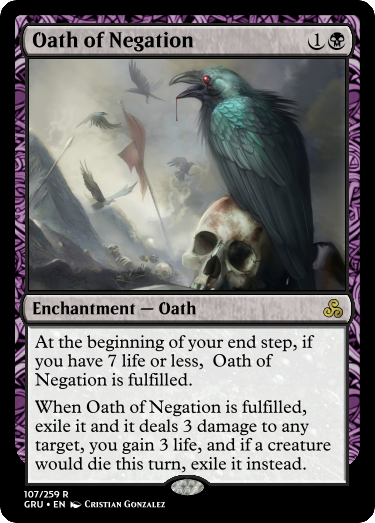 Oath of Negation 1
Enchantment — Oath
At the beginning of your end step, if
you have 7 life or less,  Oath of
Negation is fulfilled.
When Oath of Negation is fulfilled,
exile it and it deals 3 damage to any
target, you gain 3 life, and if a creature
would die this turn, exile it instead.
107/259 R
GRU • EN Cristian Gonzalez